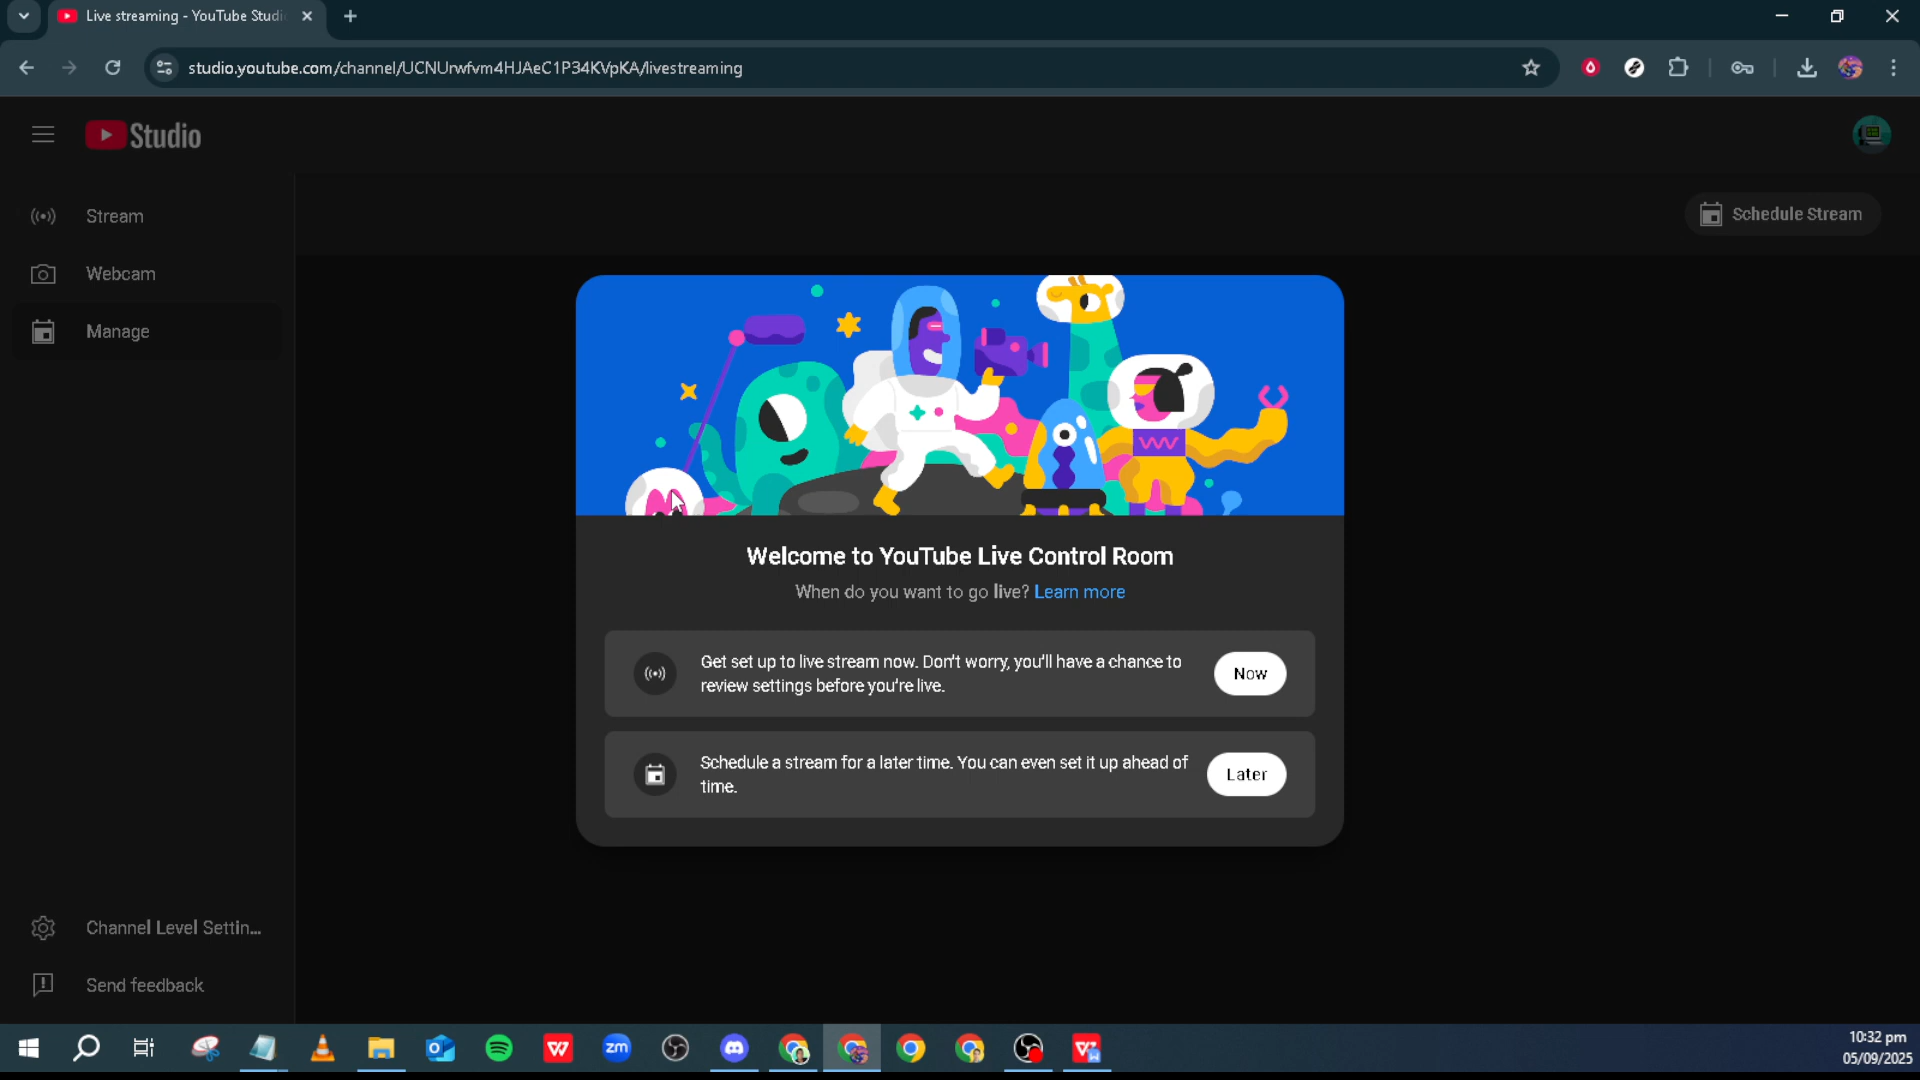 Live streaming - YouTube Studi
studio.youtube.com/channel/UCNUrwfvm4HJAeC1P34KVpKA/livestreaming
Studio
Stream
Schedule Stream
Webcam
Manage
Welcome to YouTube Live Control Room
When do you want to go live? Learn more
Get set up to live stream now. Don't worry, you'll have a chance to
review settings before you're live.
Now
Schedule a stream for a later time. You can even set it up ahead of
time.
Later
Channel Level Settin...
Send feedback
zm
10:32 pm
05/09/2025